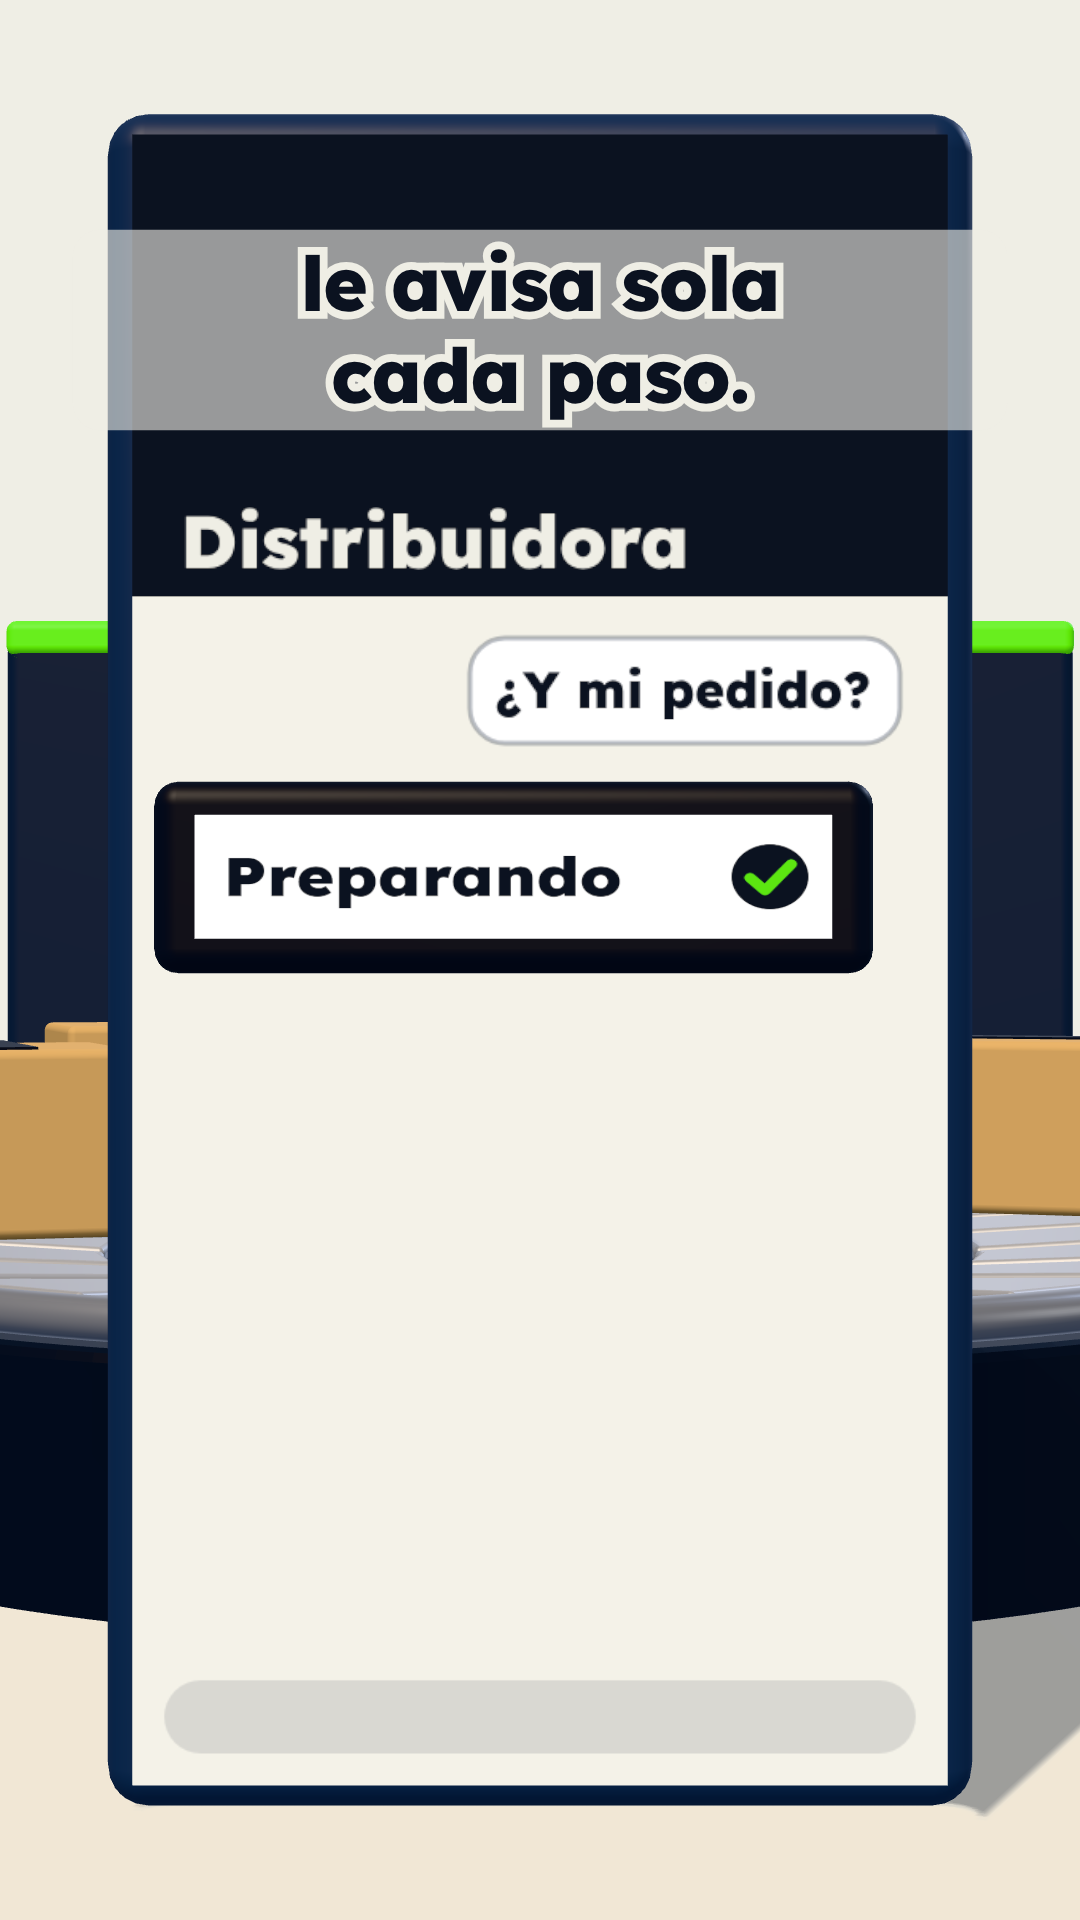 le avisa sola
cada paso.
Distribuidora
¿Y mi pedido?
Preparando